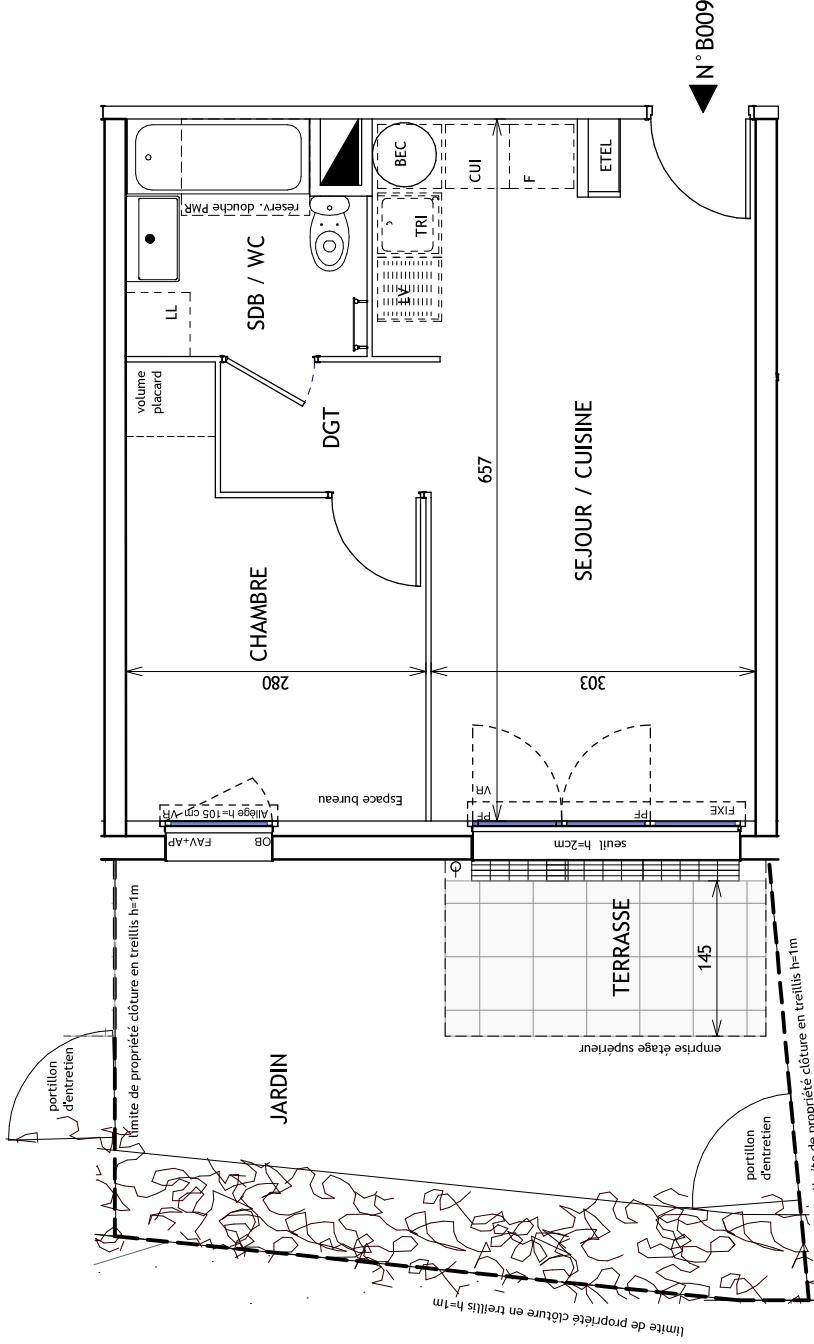 N° B009
BEC
CUI
F
ETEL
TRI
LV
réserv. douche PMR
SDB / WC
LL
volume
placard
DGT
657
SEJOUR / CUISINE
CHAMBRE
280
303
Espace bureau
VR
Allège h=105 cm
VR
FAV+AP
OB
PF
PF
FIXE
seuil h=2cm
TERRASSE
145
emprise étage supérieur
JARDIN
limite de propriété clôture en treillis h=1m
portillon
d'entretien
portillon
d'entretien
limite de propriété clôture en treillis h=1m
limite de propriété clôture en treillis h=1m